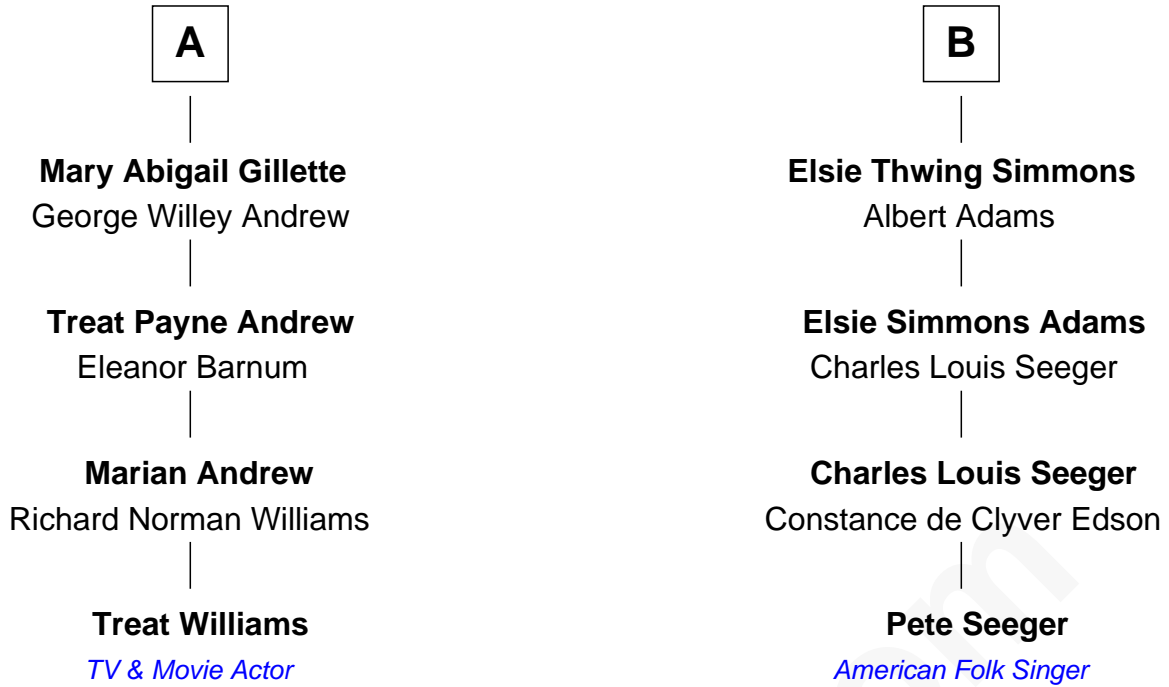 A
Mary Abigail Gillette
George Willey Andrew
Treat Payne Andrew
Eleanor Barnum
Marian Andrew
Richard Norman Williams
Treat Williams
TV & Movie Actor
B
Elsie Thwing Simmons
Albert Adams
Elsie Simmons Adams
Charles Louis Seeger
Charles Louis Seeger
Constance de Clyver Edson
Pete Seeger
American Folk Singer